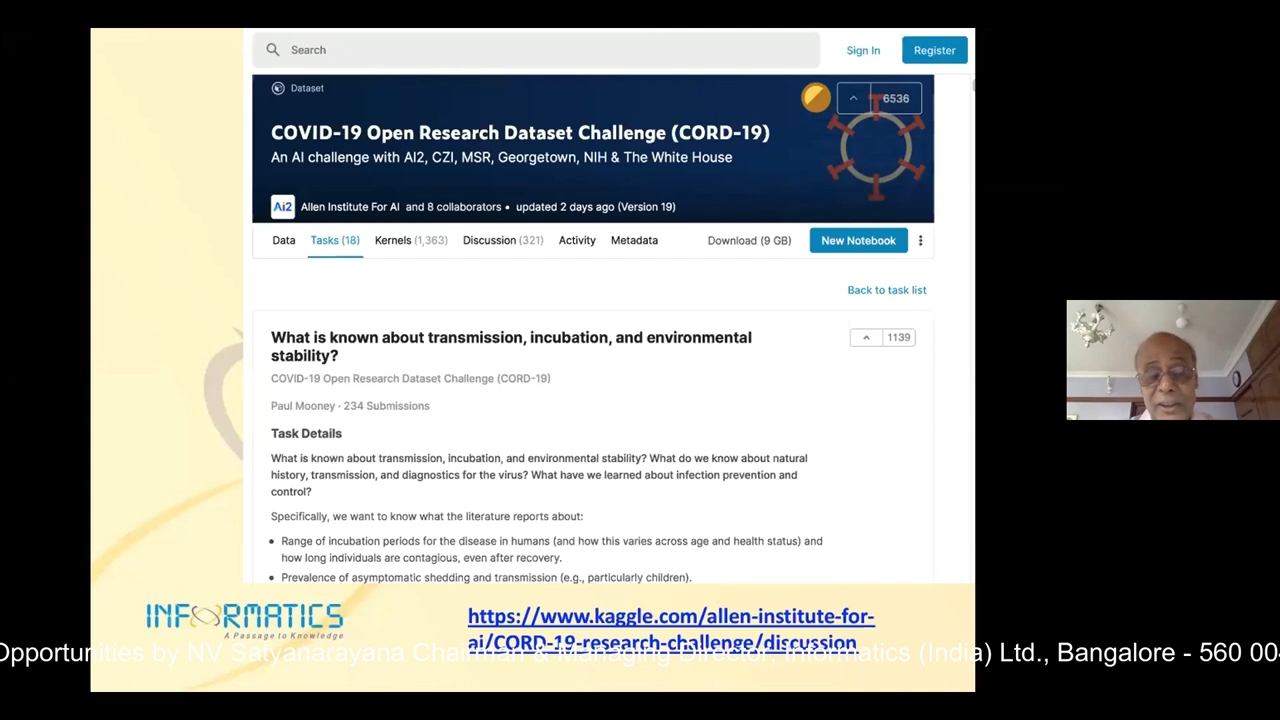 Search
Sign In
Register
Dataset
6536
COVID-19 Open Research Dataset Challenge (CORD-19)
An AI challenge with AI2, CZI, MSR, Georgetown, NIH & The White House
Ai2 Allen Institute For AI and 8 collaborators • updated 2 days ago (Version 19)
Data Tasks (18) Kernels (1,363) Discussion (321) Activity Metadata Download (9 GB) New Notebook
Back to task list
What is known about transmission, incubation, and environmental
stability?
1139
COVID-19 Open Research Dataset Challenge (CORD-19)
Paul Mooney · 234 Submissions
Task Details
What is known about transmission, incubation, and environmental stability? What do we know about natural
history, transmission, and diagnostics for the virus? What have we learned about infection prevention and
control?
Specifically, we want to know what the literature reports about:
• Range of incubation periods for the disease in humans (and how this varies across age and health status) and
how long individuals are contagious, even after recovery.
• Prevalence of asymptomatic shedding and transmission (e.g., particularly children).
INFORMATICS
A Passage to Knowledge
https://www.kaggle.com/allen-institute-for-
ai/CORD-19-research-challenge/discussion
Opportunities by NV Satyanarayana Chairman & Managing Director, Informatics (India) Ltd., Bangalore - 560 00